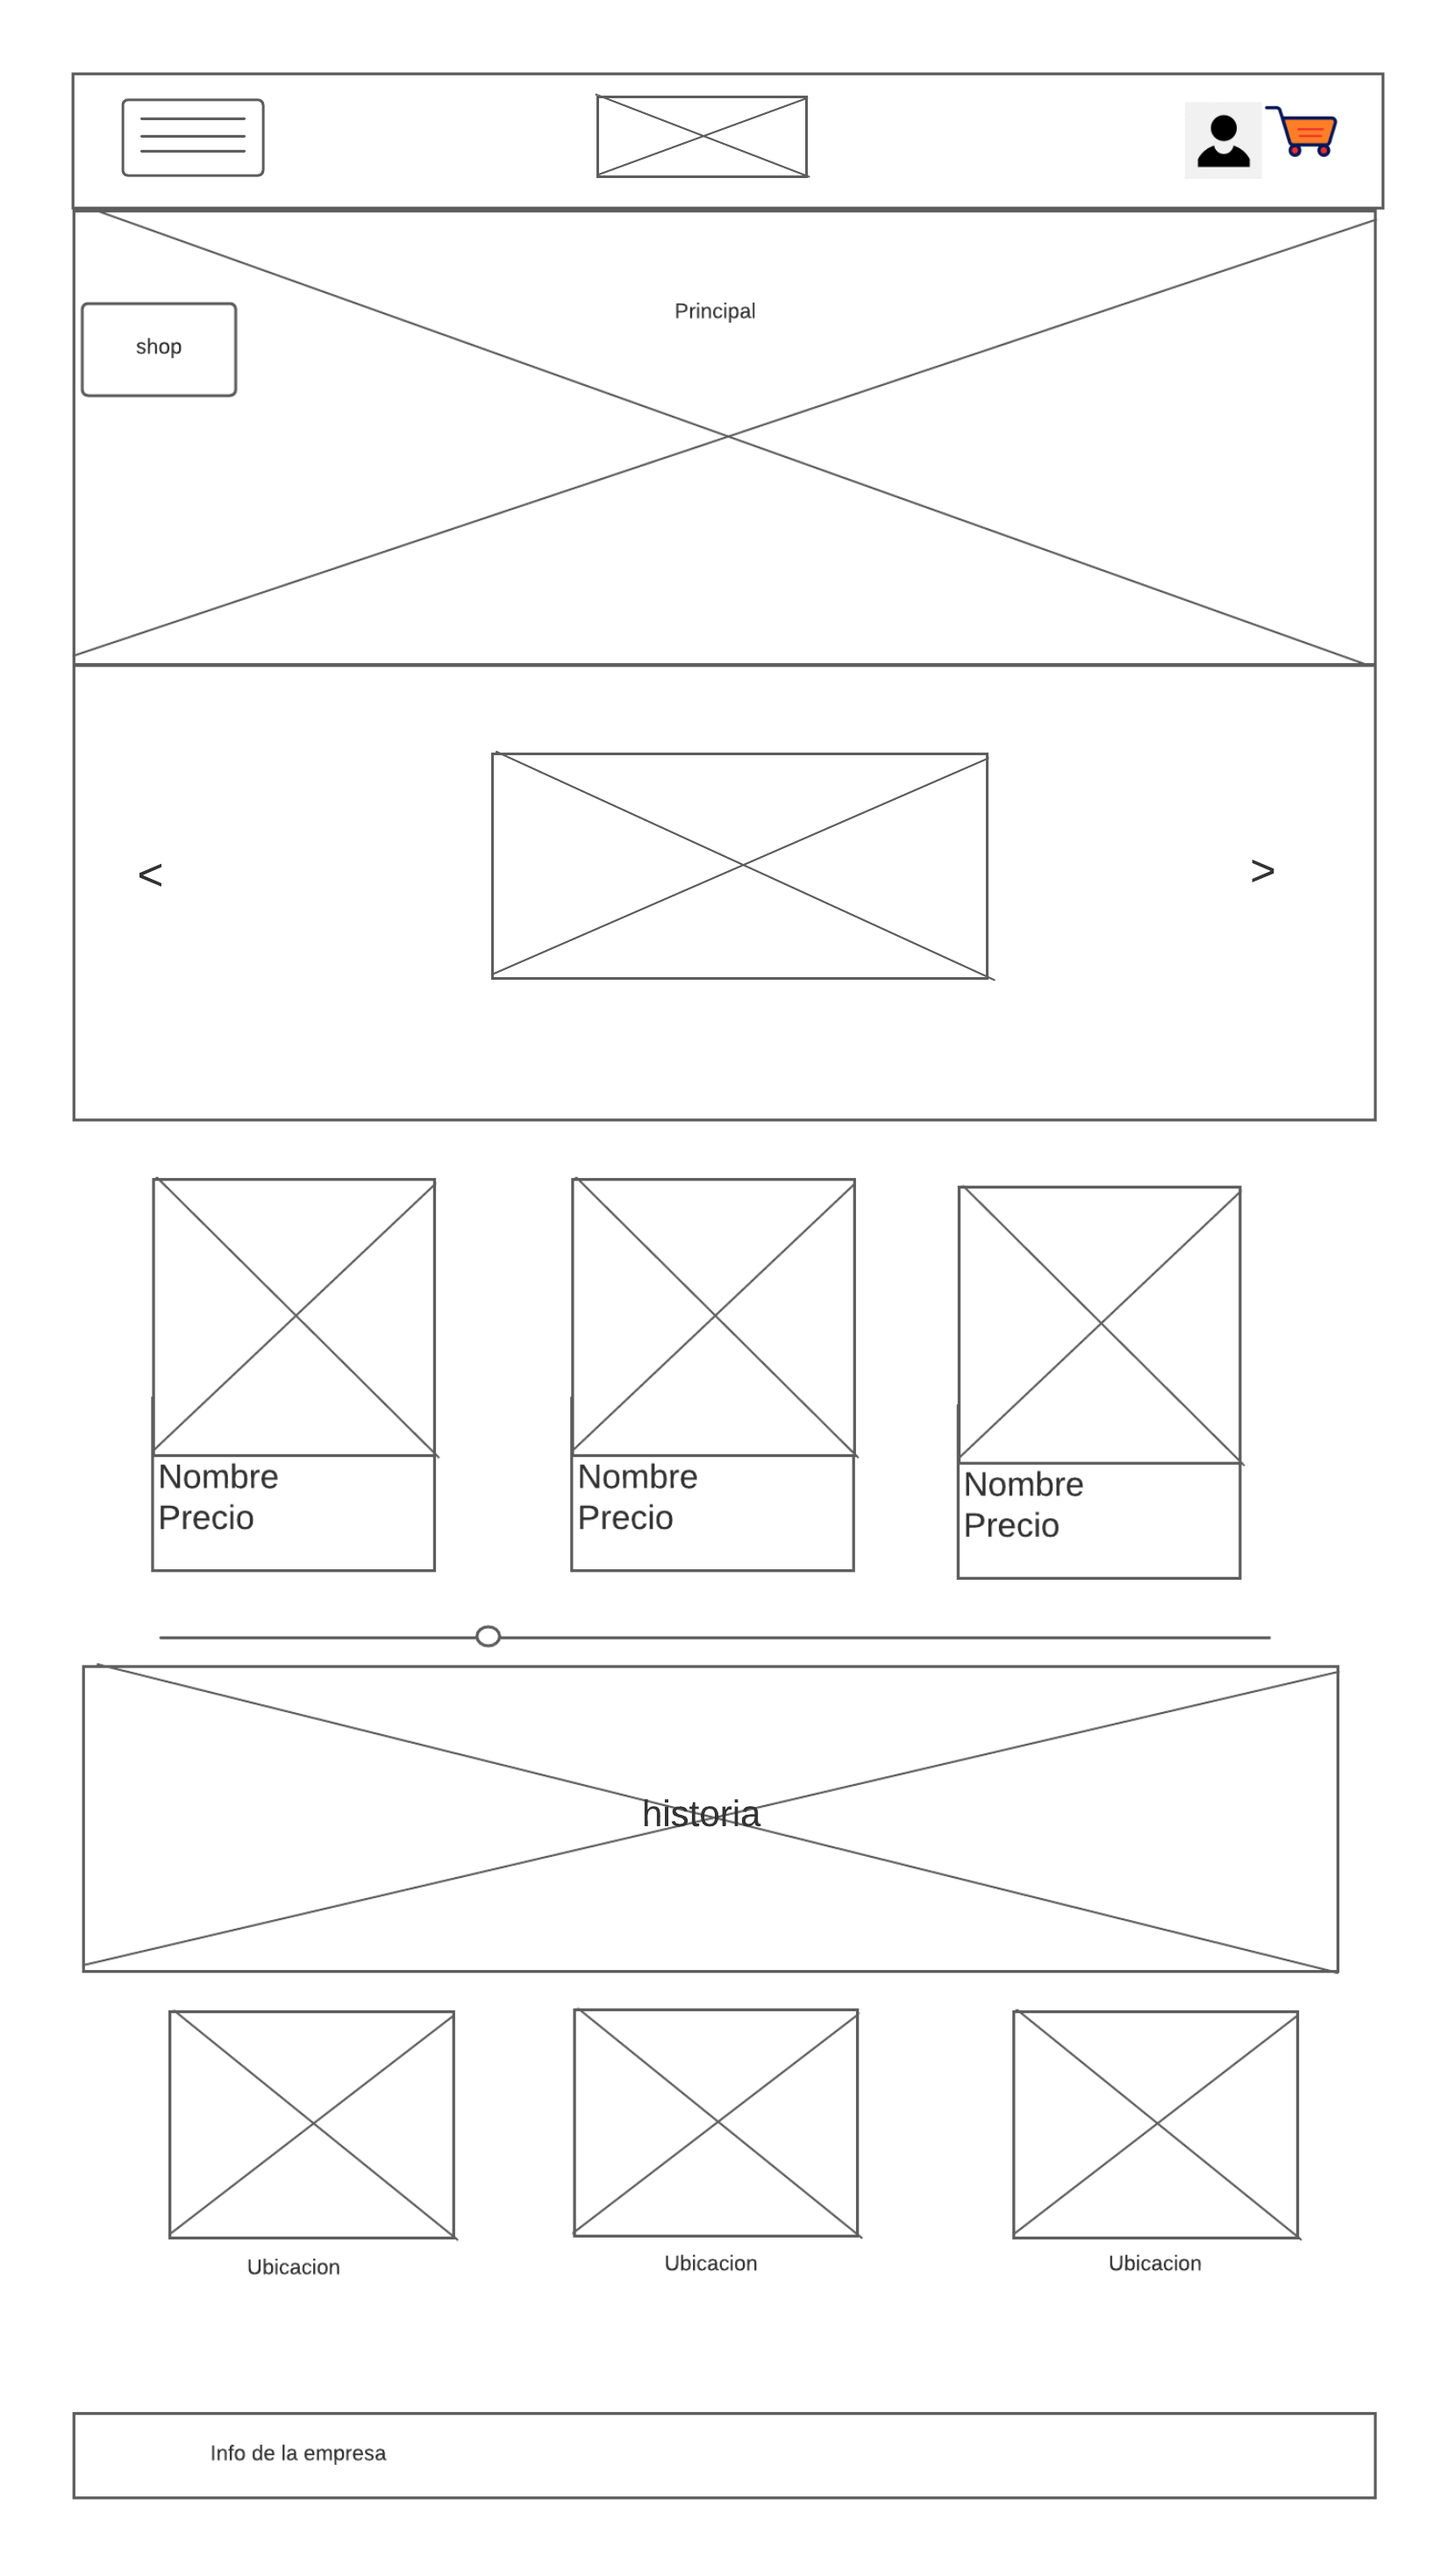 Principal
shop
<
>
Nombre
Precio
Nombre
Precio
Nombre
Precio
historia
Ubicacion
Ubicacion
Ubicacion
Info de la empresa